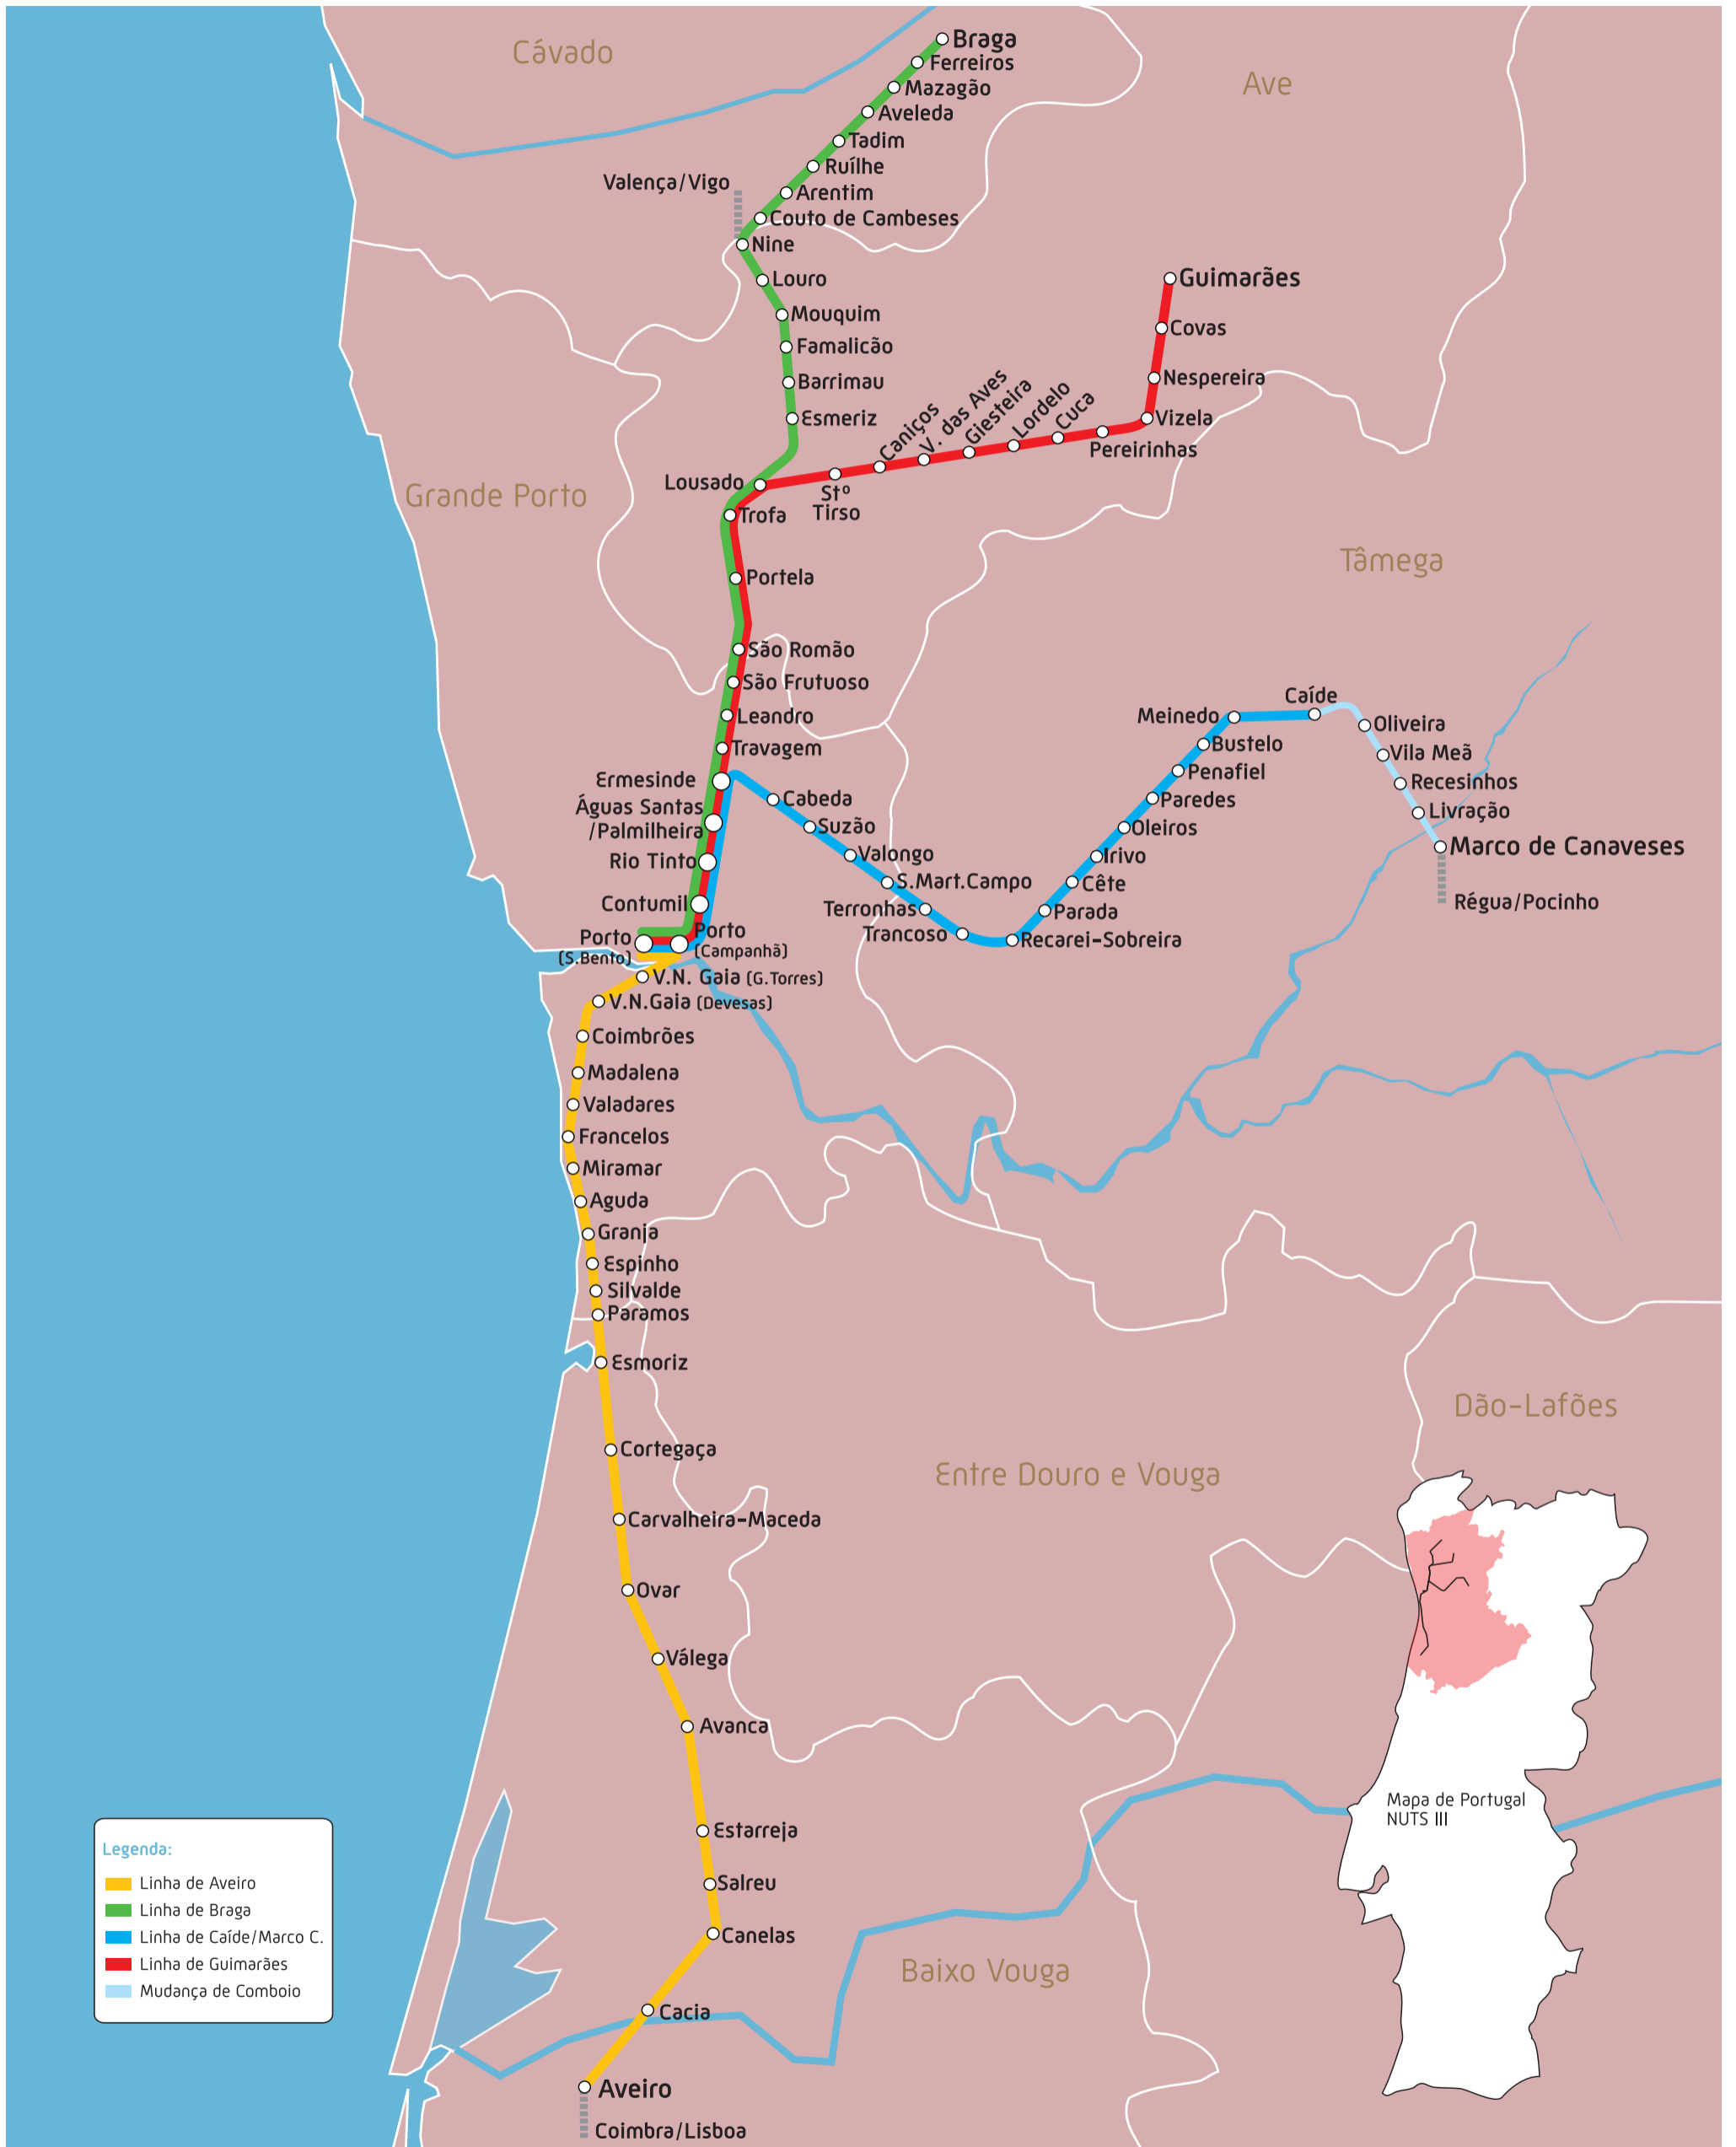 Cávado
Ave
Braga
Ferreiros
Mazagão
Aveleda
Tadim
Ruílhe
Valença/Vigo
Arentim
Couto de Cambeses
Nine
Louro
Mouquim
Famalicão
Barrimau
Esmeriz
Guimarães
Covas
Nespereira
Vizela
Pereirinhas
Cuca
Lordelo
Giesteira
V. das Aves
Caniços
Stº
Tirso
Lousado
Grande Porto
Trofa
Tâmega
Portela
São Romão
São Frutuoso
Leandro
Travagem
Ermesinde
Águas Santas
/Palmilheira
Rio Tinto
Contumil
Porto
(S.Bento)
Porto
(Campanhã)
Cabeda
Suzão
Valongo
S.Mart.Campo
Terronhas
Trancoso
Recarei-Sobreira
Parada
Cête
Irivo
Oleiros
Paredes
Penafiel
Bustelo
Meinedo
Caíde
Oliveira
Vila Meã
Recesinhos
Livração
Marco de Canaveses
Régua/Pocinho
V.N. Gaia (G.Torres)
V.N.Gaia (Devesas)
Coimbrões
Madalena
Valadares
Francelos
Miramar
Aguda
Granja
Espinho
Silvalde
Paramos
Esmoriz
Cortegaça
Carvalheira-Maceda
Ovar
Válega
Avanca
Estarreja
Salreu
Canelas
Cacia
Aveiro
Coimbra/Lisboa
Dão-Lafões
Entre Douro e Vouga
Baixo Vouga
Mapa de Portugal
NUTS III
Legenda:
Linha de Aveiro
Linha de Braga
Linha de Caíde/Marco C.
Linha de Guimarães
Mudança de Comboio